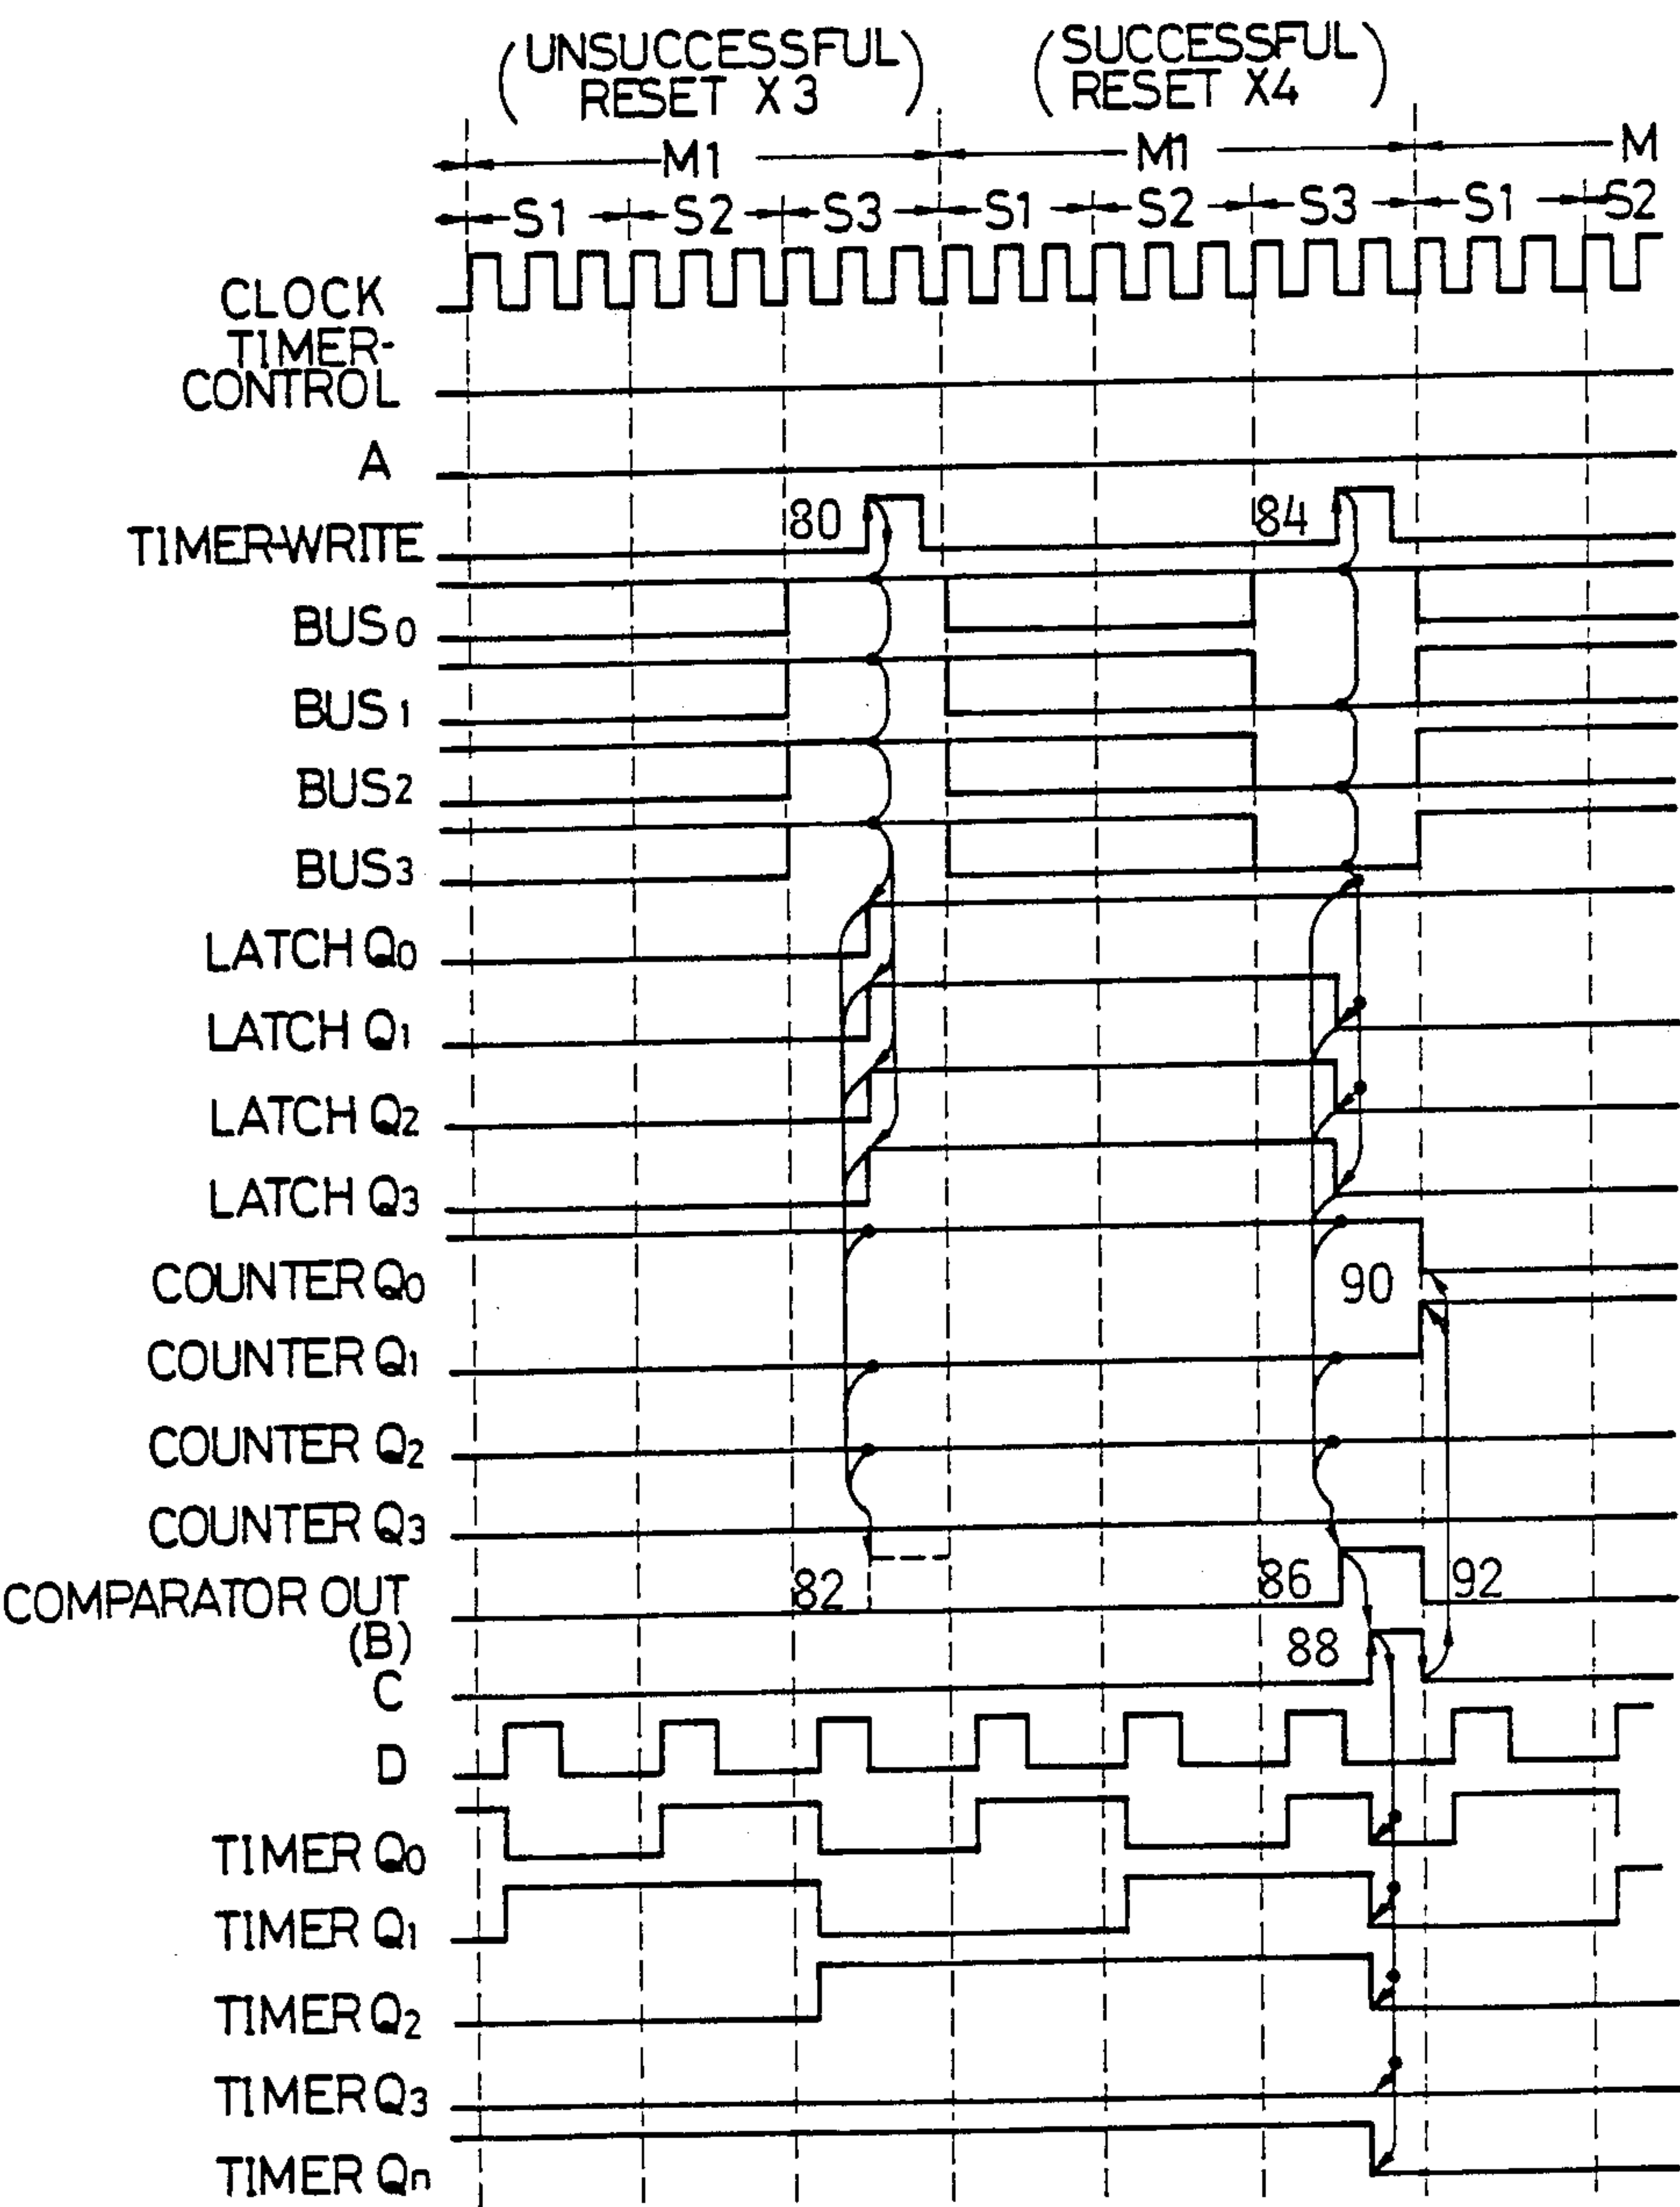 (UNSUCCESSFUL
RESET X3)
(SUCCESSFUL
RESET X4)
M1 M1 M
S1 S2 S3 S1 S2 S3 S1 S2
CLOCK
TIMER-
CONTROL
A
TIMER-WRITE
80 84
BUS0
BUS1
BUS2
BUS3
LATCH Q0
LATCH Q1
LATCH Q2
LATCH Q3
COUNTER Q0
90
COUNTER Q1
COUNTER Q2
COUNTER Q3
COMPARATOR OUT
(B)
82 86 92
88
C
D
TIMER Q0
TIMER Q1
TIMER Q2
TIMER Q3
TIMER Qn